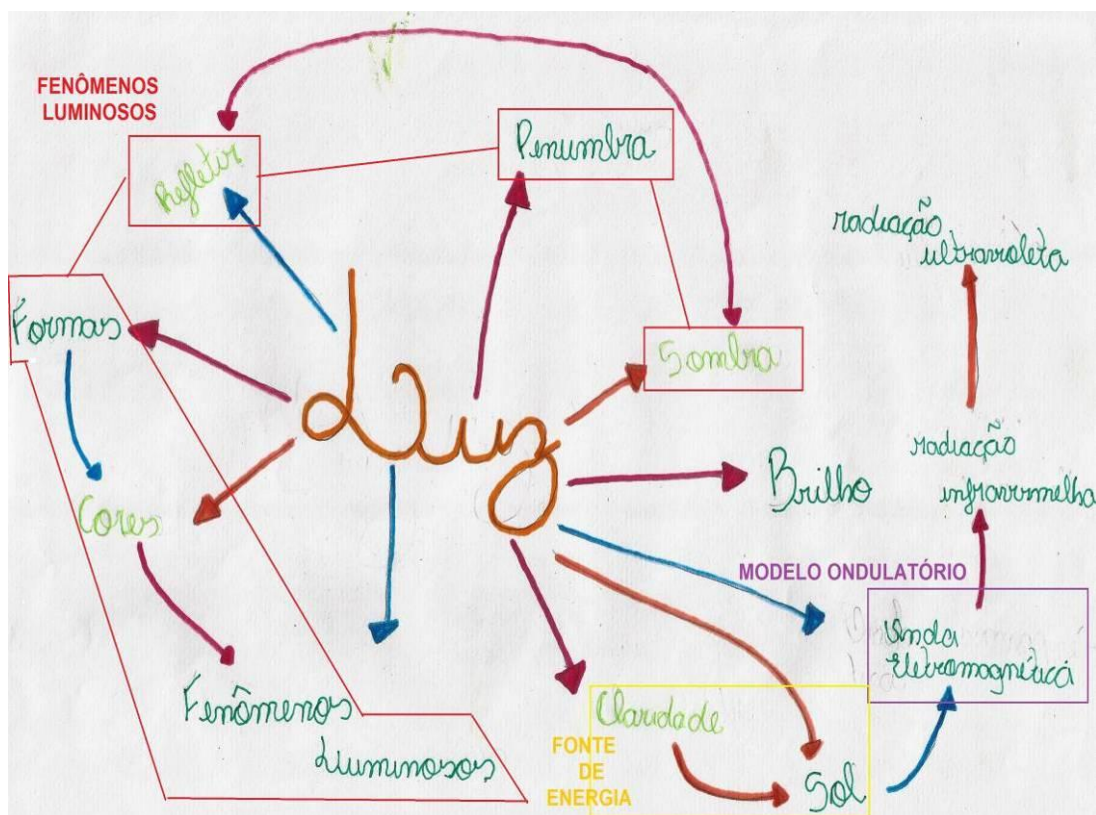 FENÔMENOS
LUMINOSOS
Refletir
Penumbra
radiação
ultravioleta
Formas
Luz
Sombra
radiação
infravermelha
Brilho
Cores
MODELO ONDULATÓRIO
Onda
Eletromagnética
Fenômenos
Luminosos
Claridade
FONTE
DE
ENERGIA
Sol